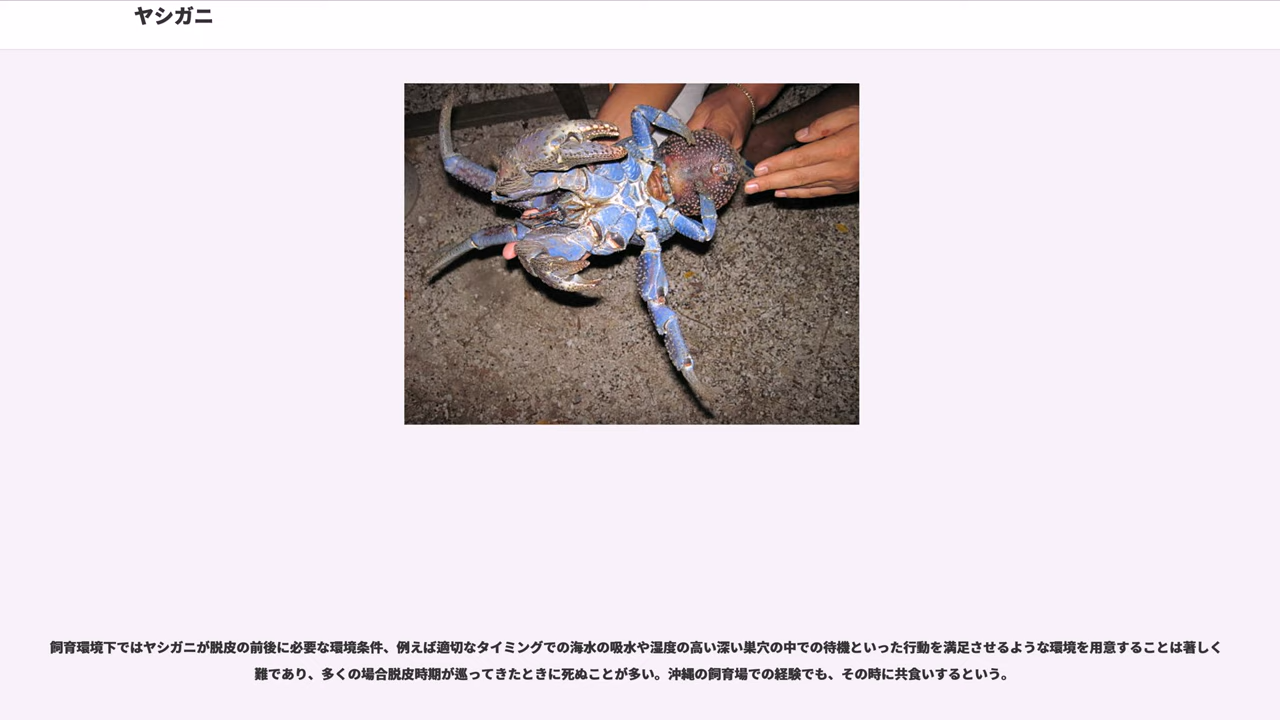 ヤシガニ
飼育環境下ではヤシガニが脱皮の前後に必要な環境条件、例えば適切なタイミングでの海水の吸水や湿度の高い深い巣穴の中での待機といった行動を満足させるような環境を用意することは著しく
難であり、多くの場合脱皮時期が巡ってきたときに死ぬことが多い。沖縄の飼育場での経験でも、その時に共食いするという。